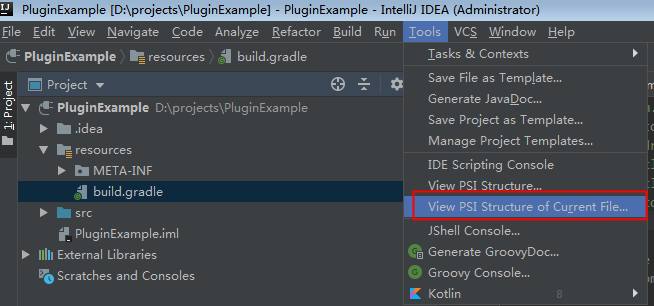 PluginExample [D:\projects\PluginExample] - PluginExample - IntelliJ IDEA (Administrator)
File Edit View Navigate Code Analyze Refactor Build Run Tools VCS Window Help
PluginExample resources build.gradle
1: Project
Project
PluginExample D:\projects\PluginExample
.idea
resources
META-INF
build.gradle
src
PluginExample.iml
External Libraries
Scratches and Consoles
Tasks & Contexts
Save File as Template...
Generate JavaDoc...
Save Project as Template...
Manage Project Templates...
IDE Scripting Console
View PSI Structure...
View PSI Structure of Current File...
JShell Console...
Generate GroovyDoc...
Groovy Console...
Kotlin
8